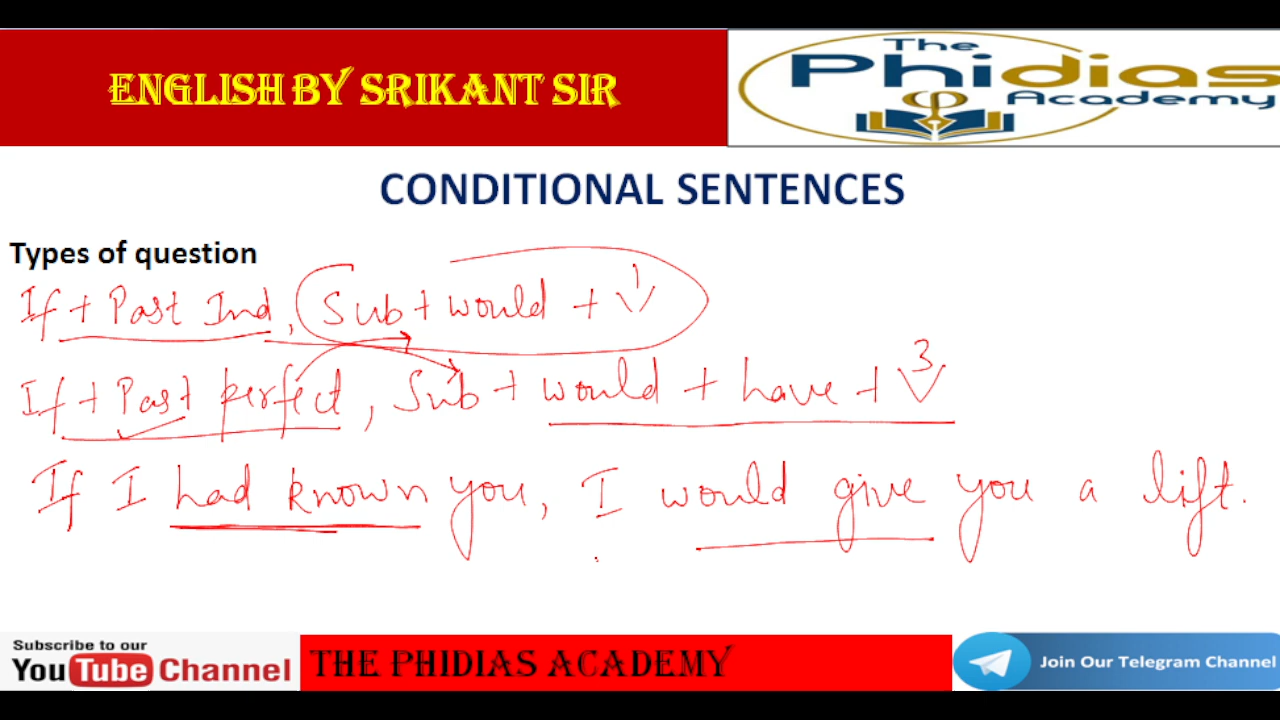 ENGLISH BY SRIKANT SIR
The
Phidias
Academy
CONDITIONAL SENTENCES
Types of question
If + Past Ind, Sub + would + V1
If + Past perfect, Sub + would + have + V3
If I had known you, I would give you a lift.
Subscribe to our
YouTube Channel
THE PHIDIAS ACADEMY
Join Our Telegram Channel